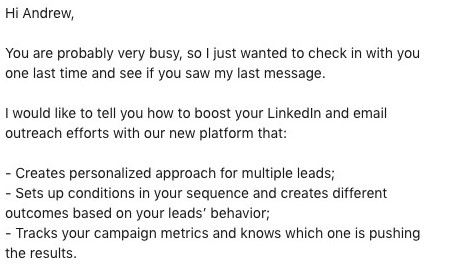 Hi Andrew,
You are probably very busy, so I just wanted to check in with you
one last time and see if you saw my last message.
I would like to tell you how to boost your LinkedIn and email
outreach efforts with our new platform that:
- Creates personalized approach for multiple leads;
- Sets up conditions in your sequence and creates different
outcomes based on your leads’ behavior;
- Tracks your campaign metrics and knows which one is pushing
the results.